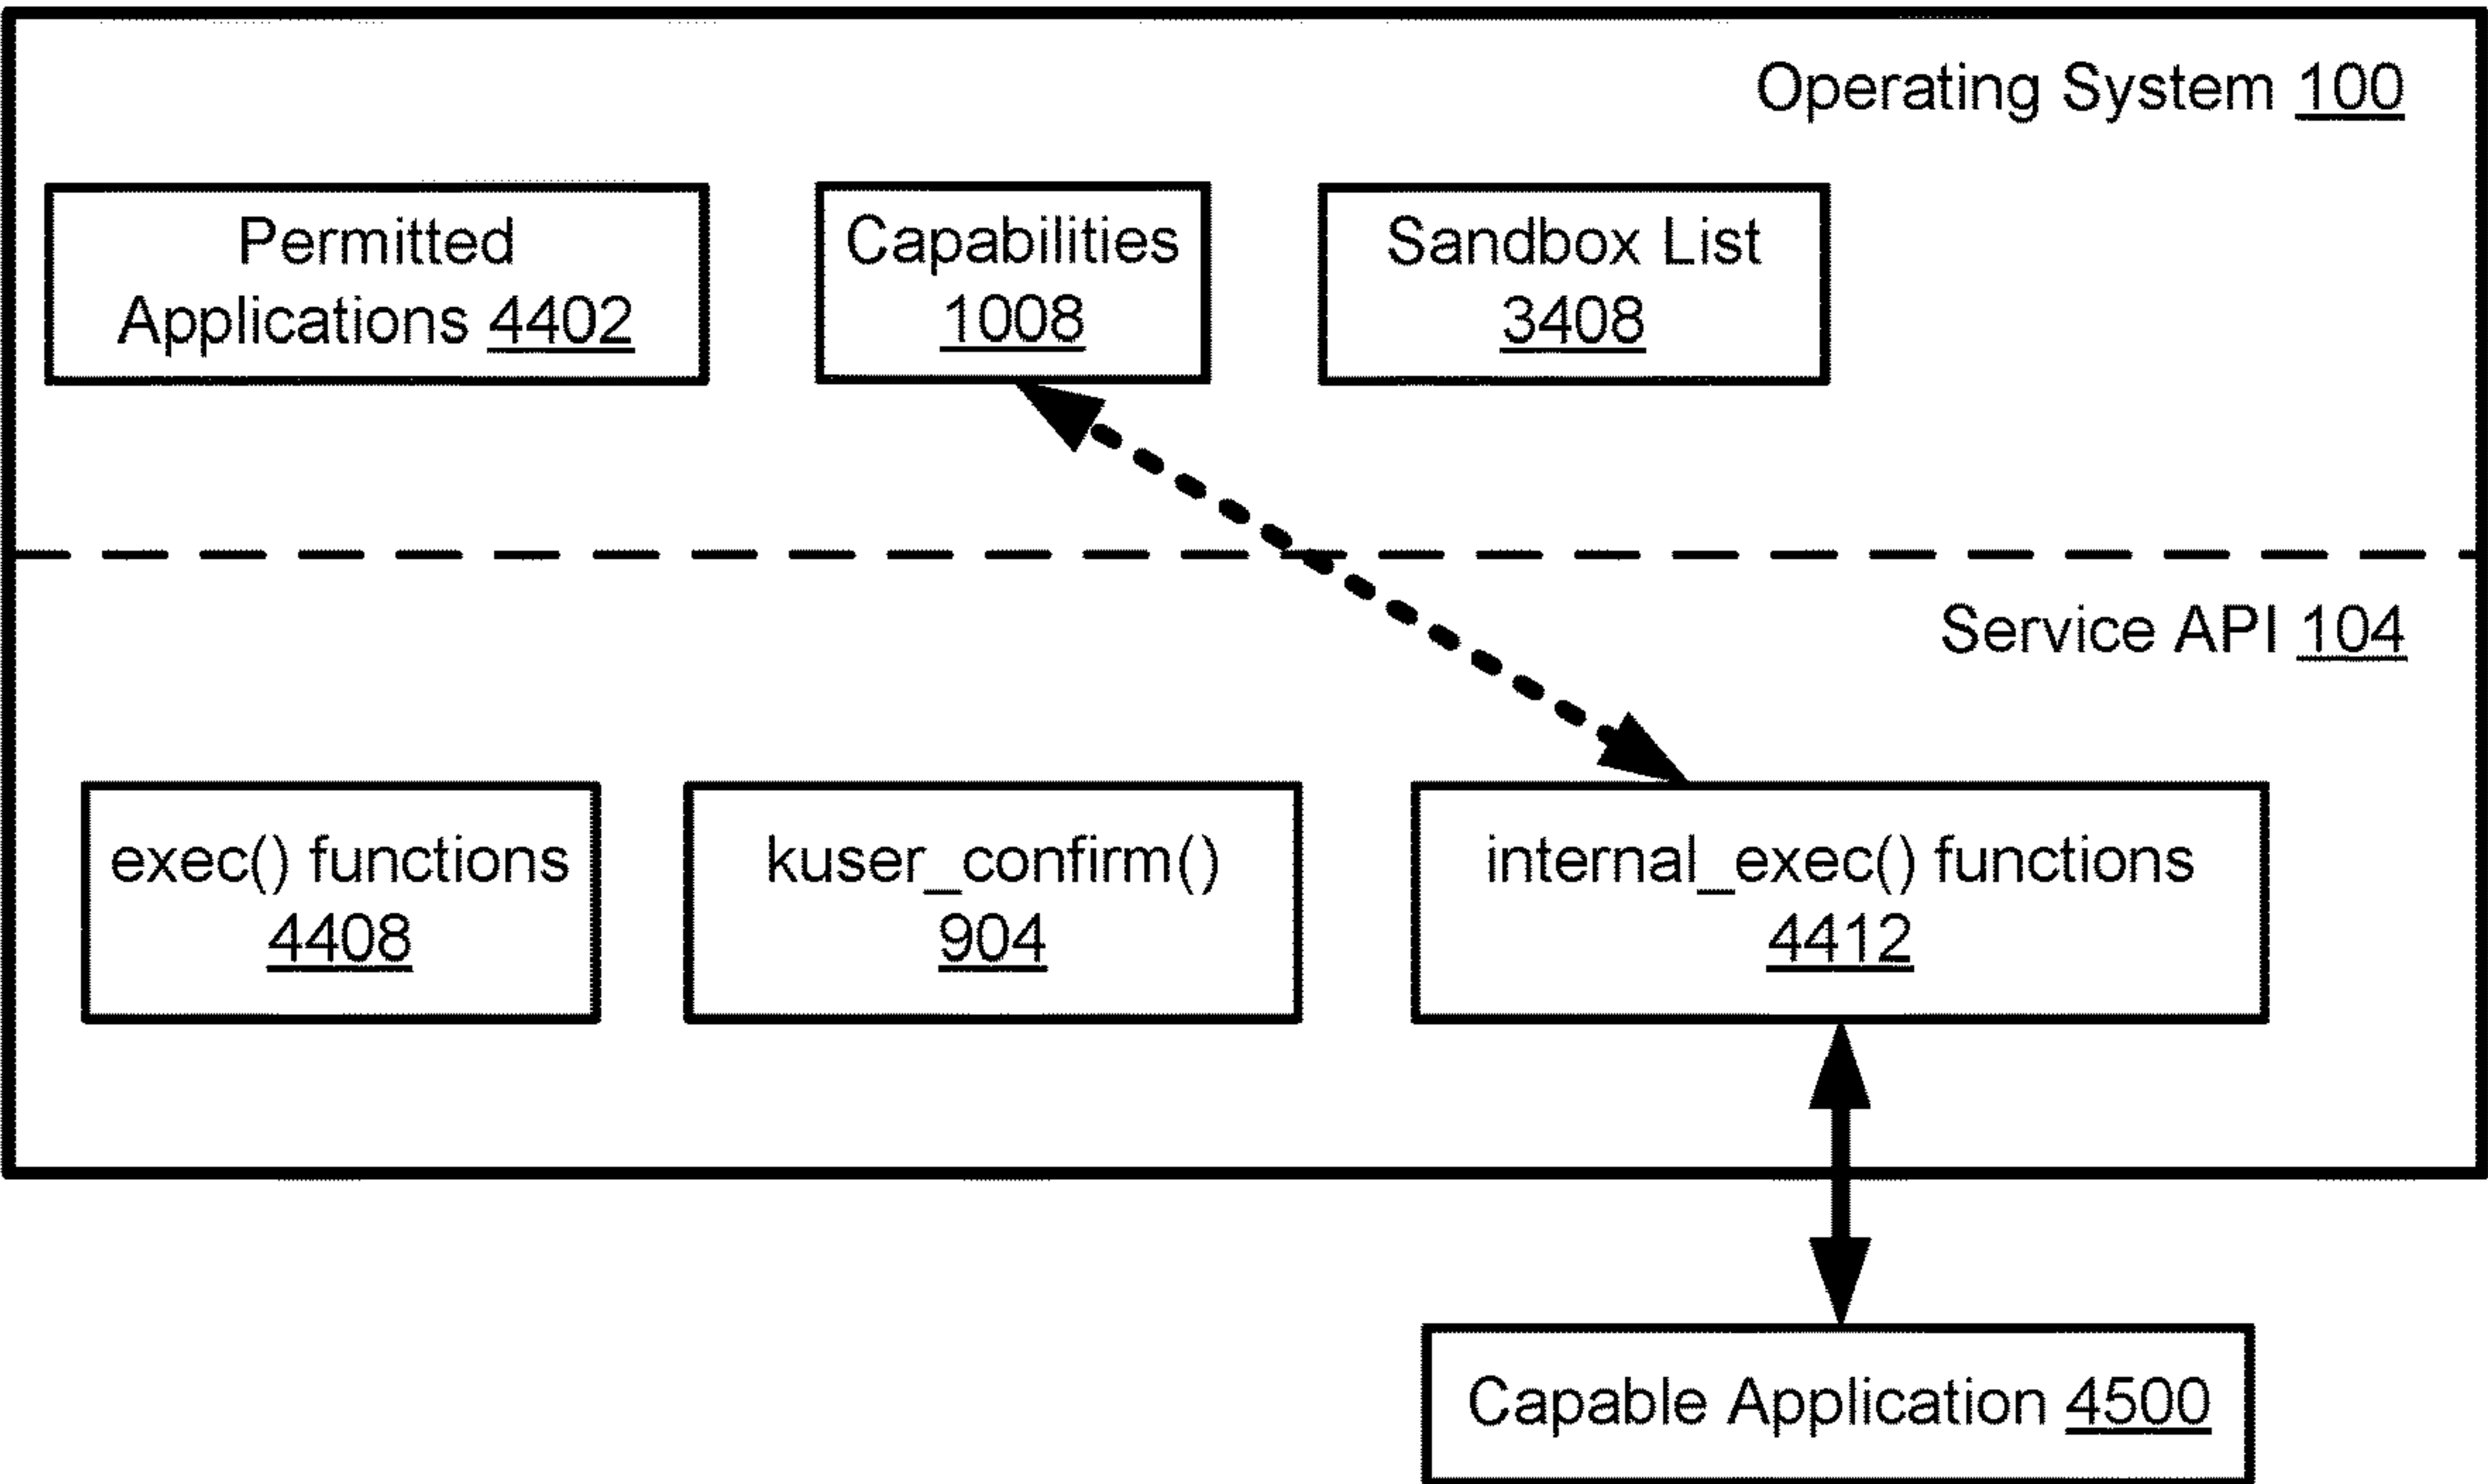 Operating System 100
Permitted
Applications 4402
Capabilities
1008
Sandbox List
3408
Service API 104
exec() functions
4408
kuser_confirm()
904
internal_exec() functions
4412
Capable Application 4500